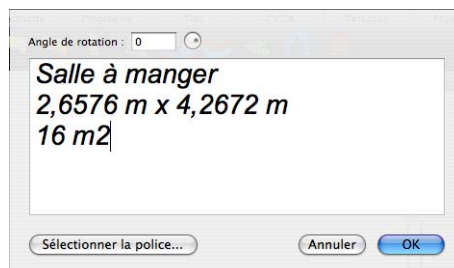 Angle de rotation : 0
Salle à manger
2,6576 m x 4,2672 m
16 m2
Sélectionner la police...
Annuler
OK